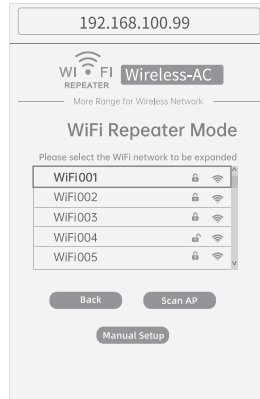 192.168.100.99
WI FI
REPEATER
Wireless-AC
More Range for Wireless Network
WiFi Repeater Mode
Please select the WiFi network to be expanded
WiFi001
WiFi002
WiFi003
WiFi004
WiFi005
Back
Scan AP
Manual Setup